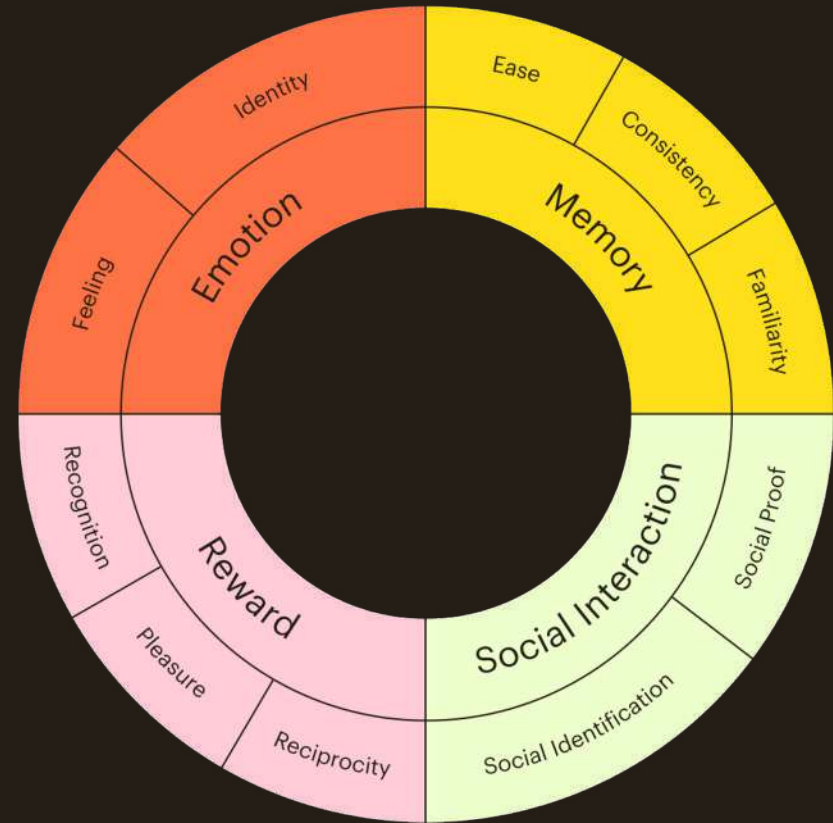 Emotion
Identity
Feeling
Memory
Ease
Consistency
Familiarity
Social Interaction
Social Proof
Social Identification
Reward
Reciprocity
Pleasure
Recognition